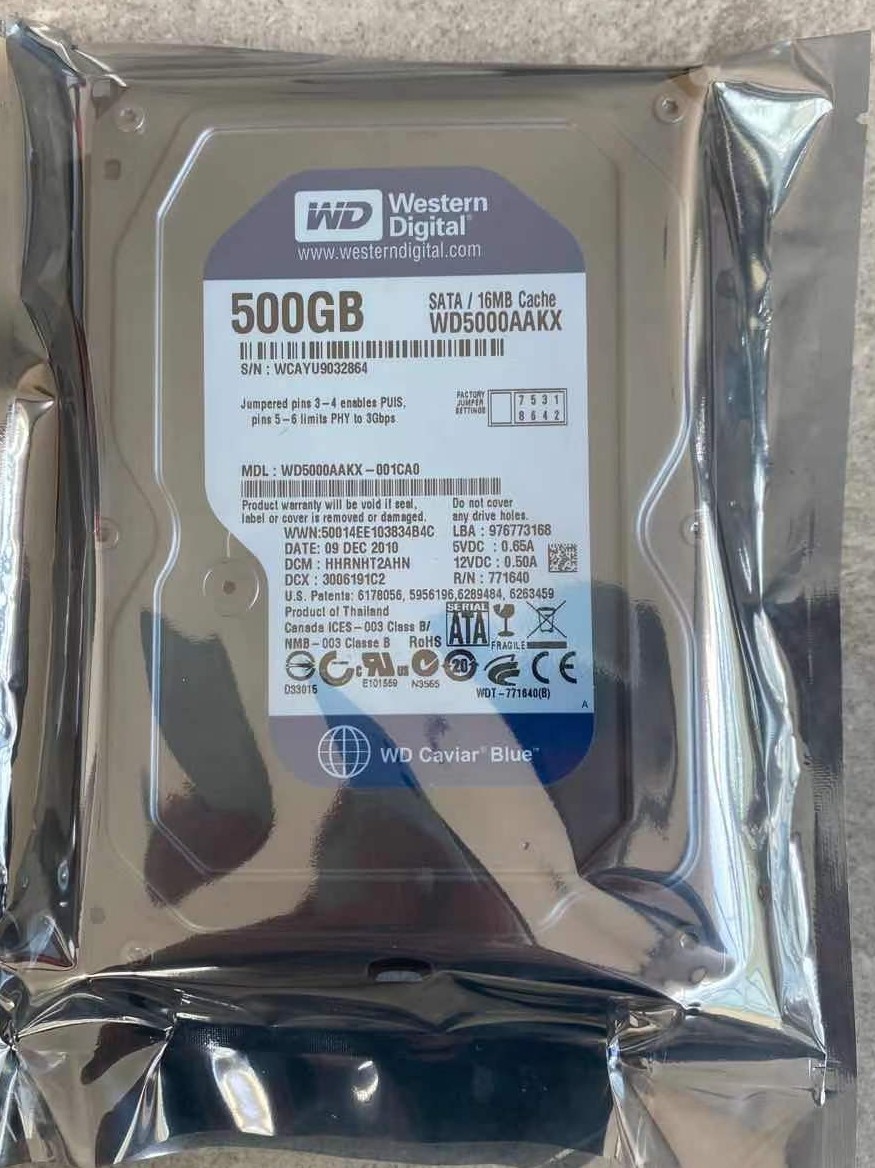 WD Western Digital®
www.westerndigital.com
500GB
SATA / 16MB Cache
WD5000AAKX
S/N : WCAYU9032864
Jumpered pins 3-4 enables PUIS,
pins 5-6 limits PHY to 3Gbps
FACTORY JUMPER SETTINGS
7 5 3 1
8 6 4 2
MDL : WD5000AAKX-001CA0
Product warranty will be void if seal,
label or cover is removed or damaged.
Do not cover
any drive holes.
WWN:50014EE103834B4C
LBA : 976773168
DATE: 09 DEC 2010
5VDC : 0.65A
DCM : HHRNHT2AHN
12VDC : 0.50A
DCX : 3006191C2
R/N : 771640
U.S. Patents: 6178056, 5956196,6289484, 6263459
Product of Thailand
Canada ICES-003 Class B/
NMB-003 Classe B RoHS
SERIAL ATA
FRAGILE
D33015
c UR us
E101559
N3565
20
CE
WDT-771640(B)
A
WD Caviar® Blue™